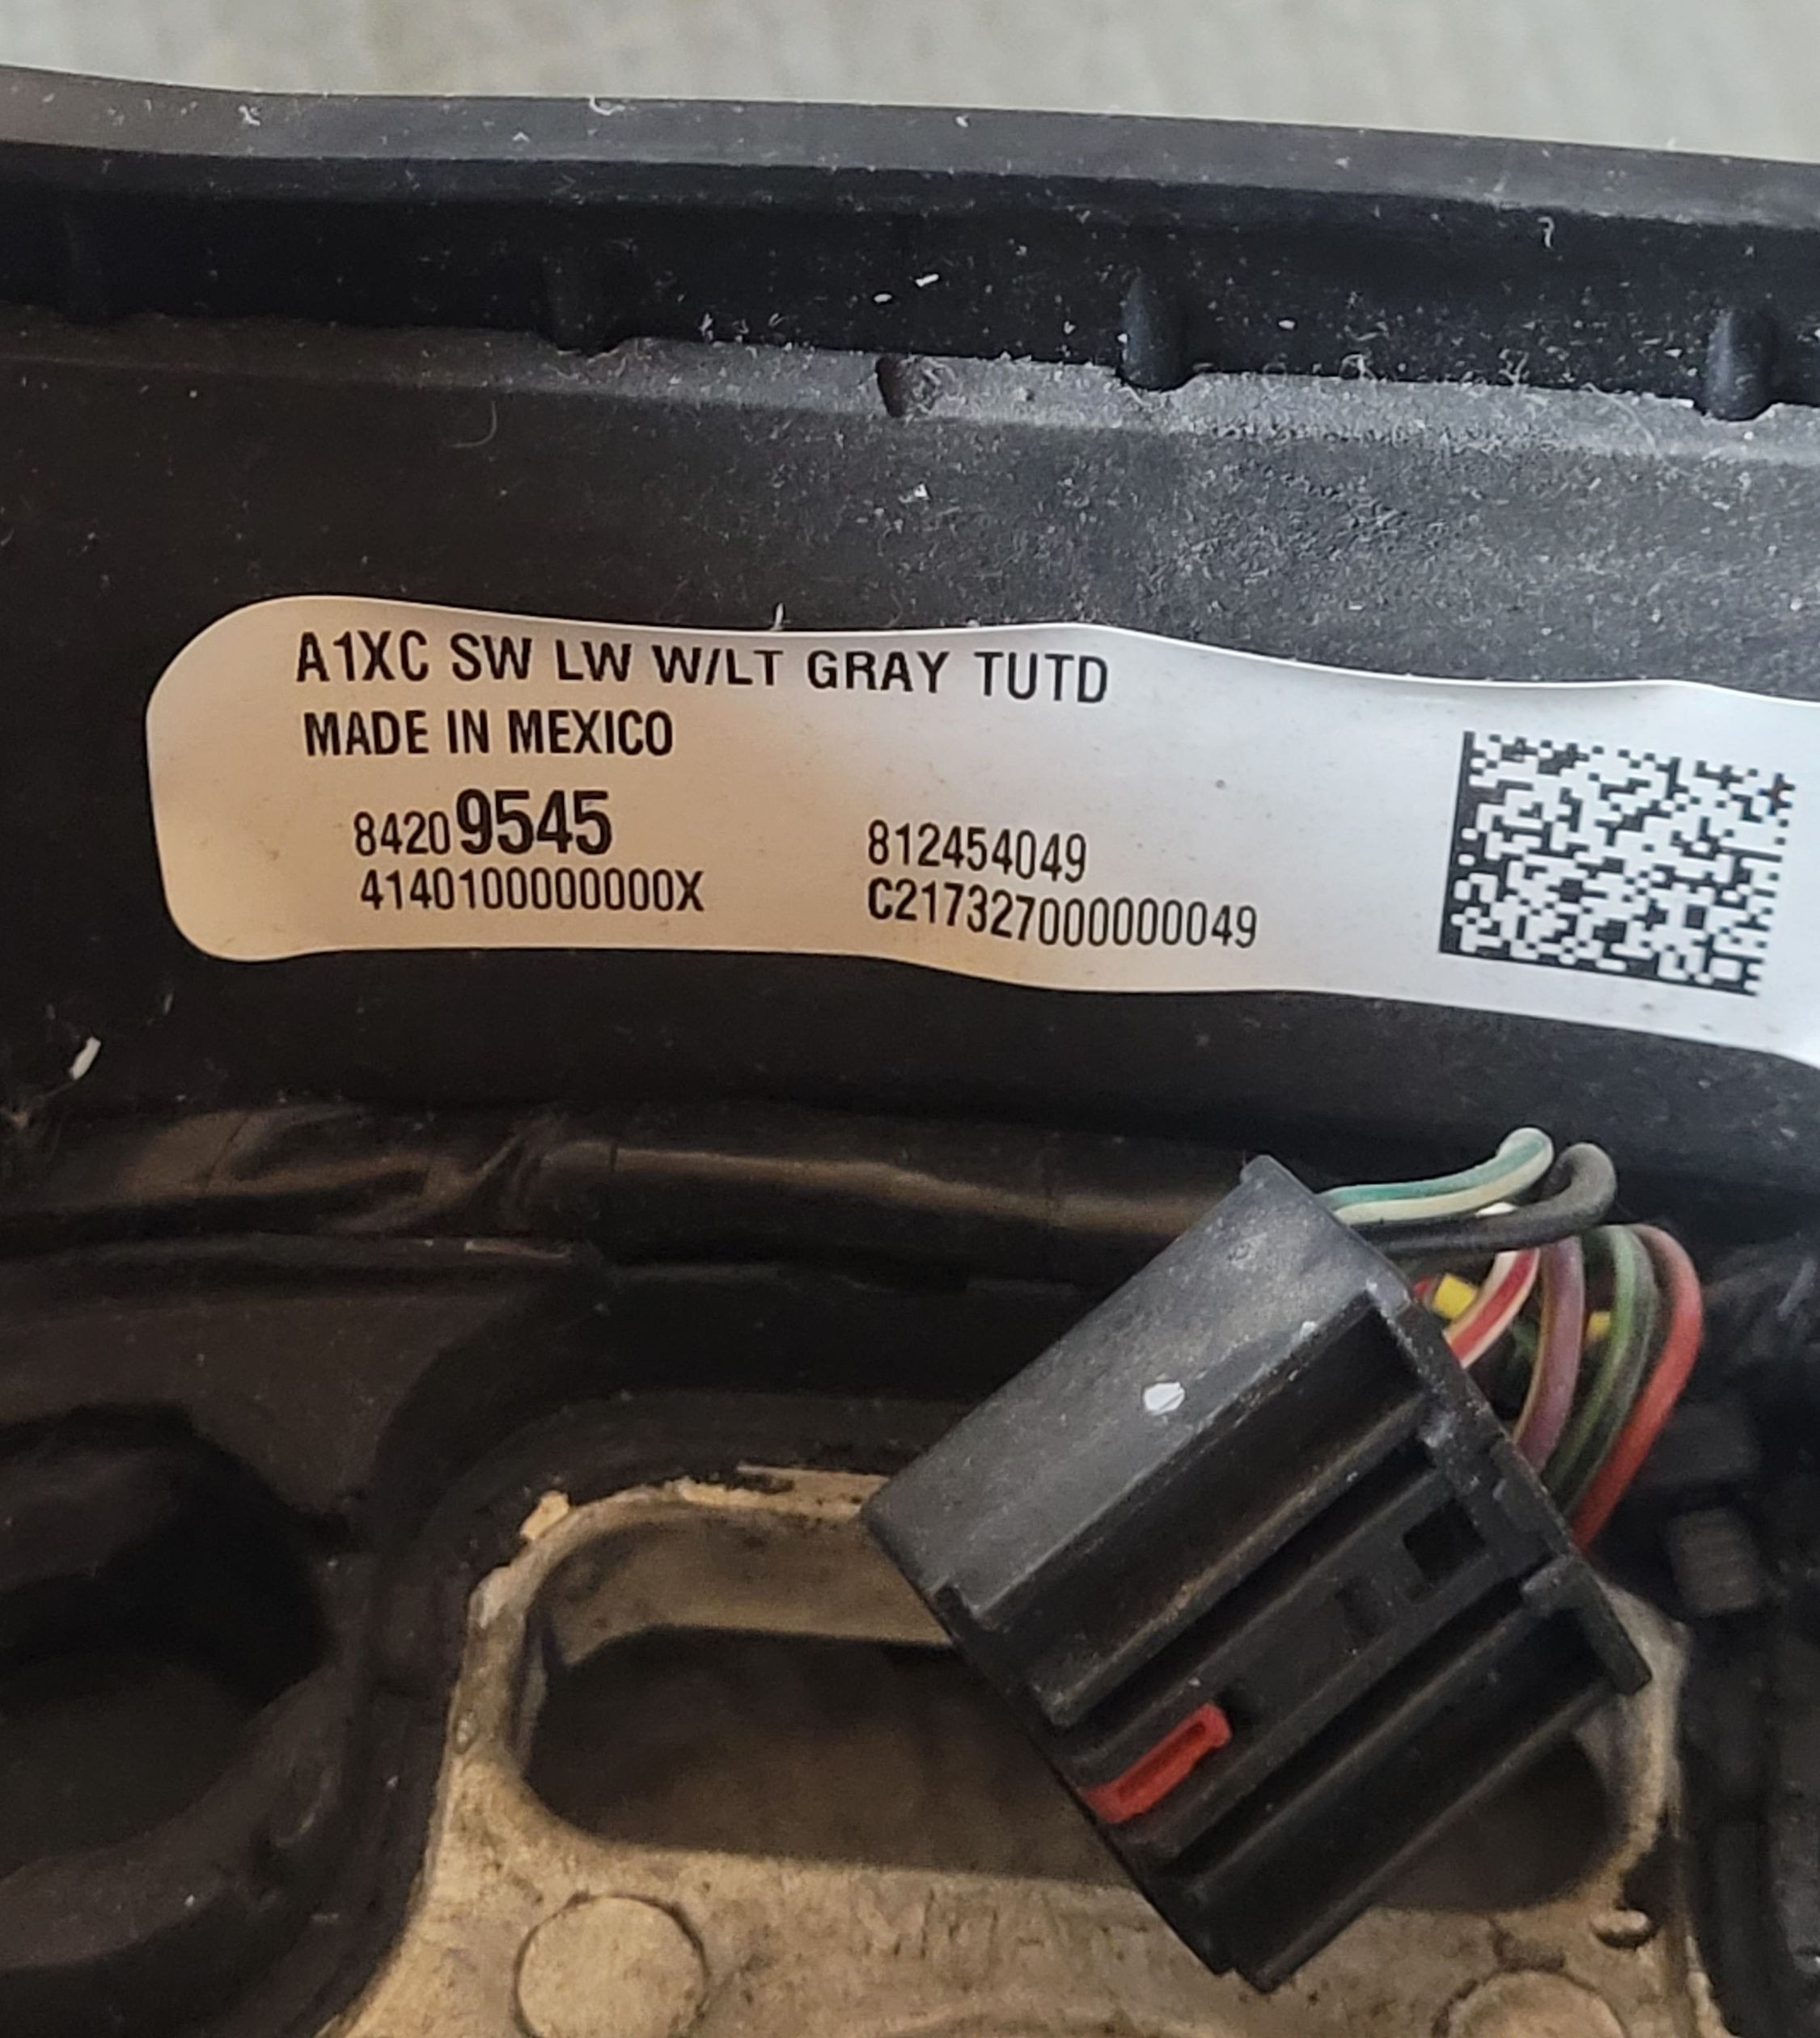 A1XC SW LW W/LT GRAY TUTD
MADE IN MEXICO
84209545 812454049
4140100000000X C217327000000049